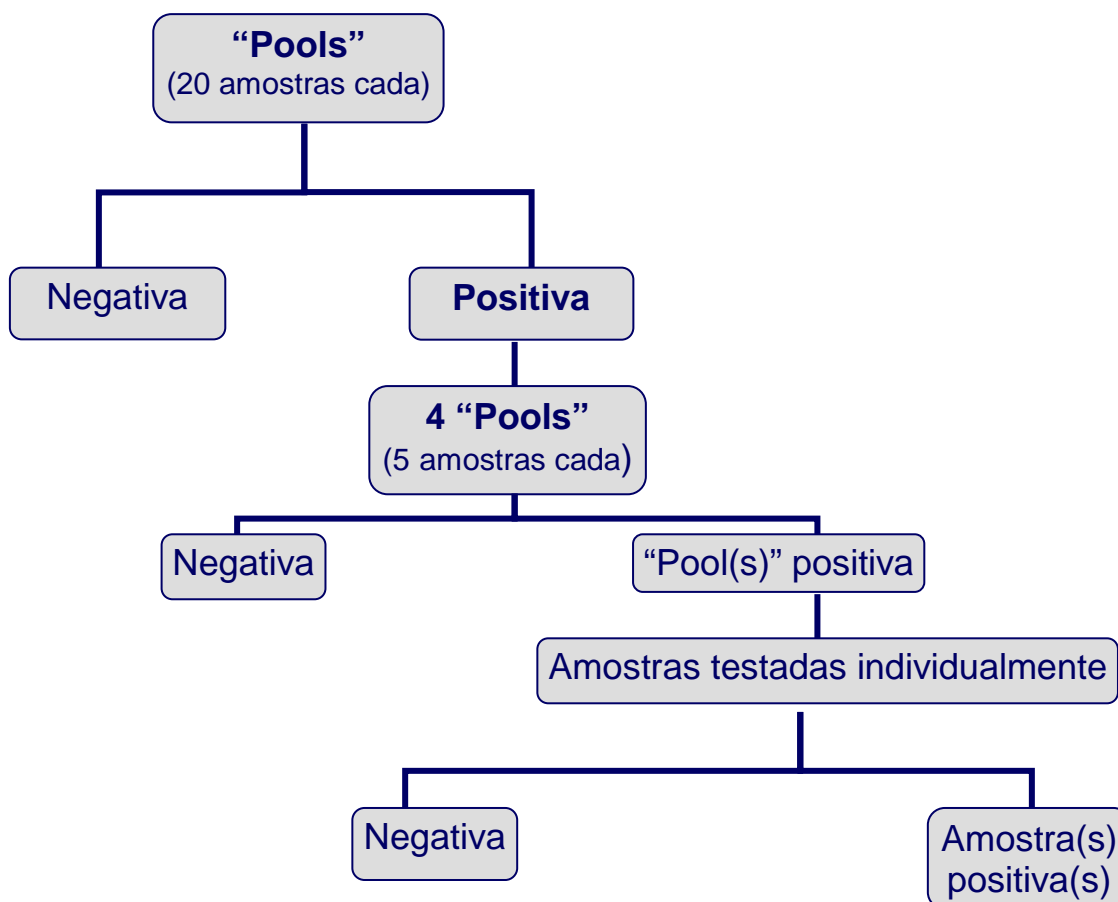 “Pools”
(20 amostras cada)
Negativa
Positiva
4 “Pools”
(5 amostras cada)
Negativa
“Pool(s)” positiva
Amostras testadas individualmente
Negativa
Amostra(s)
positiva(s)